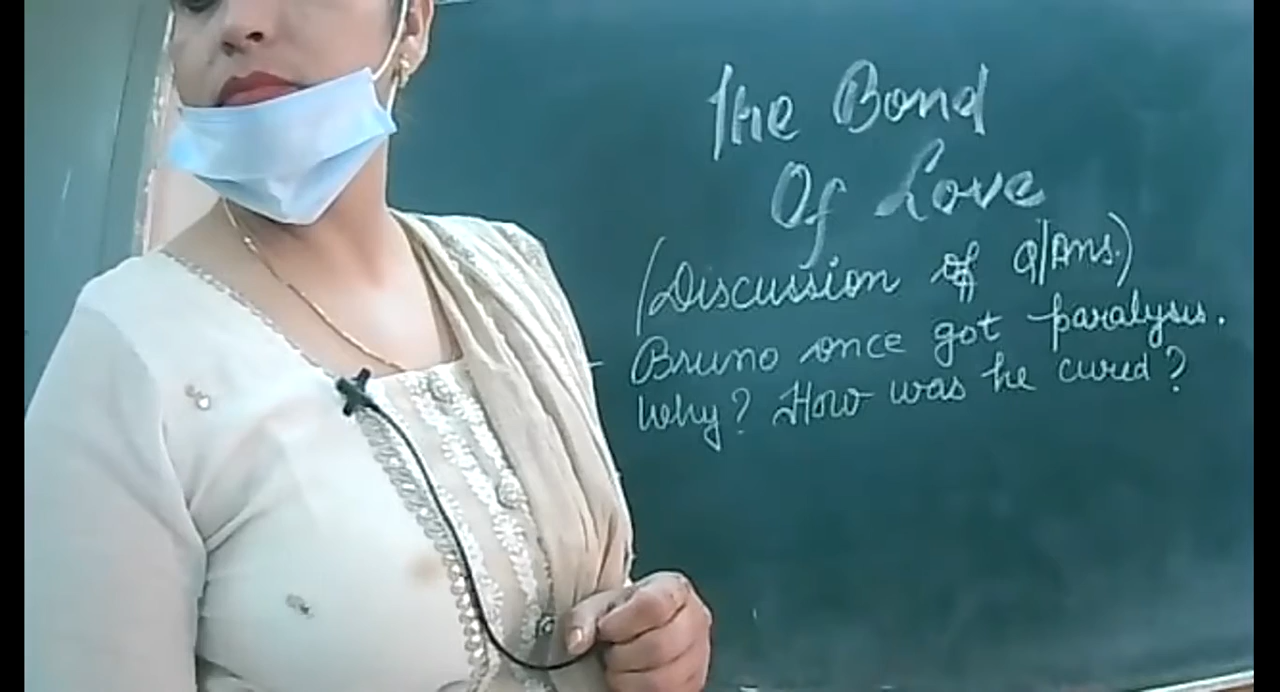 The Bond
Of Love
(Discussion of Q/Ans.)
Bruno once got paralysis.
Why? How was he cured?